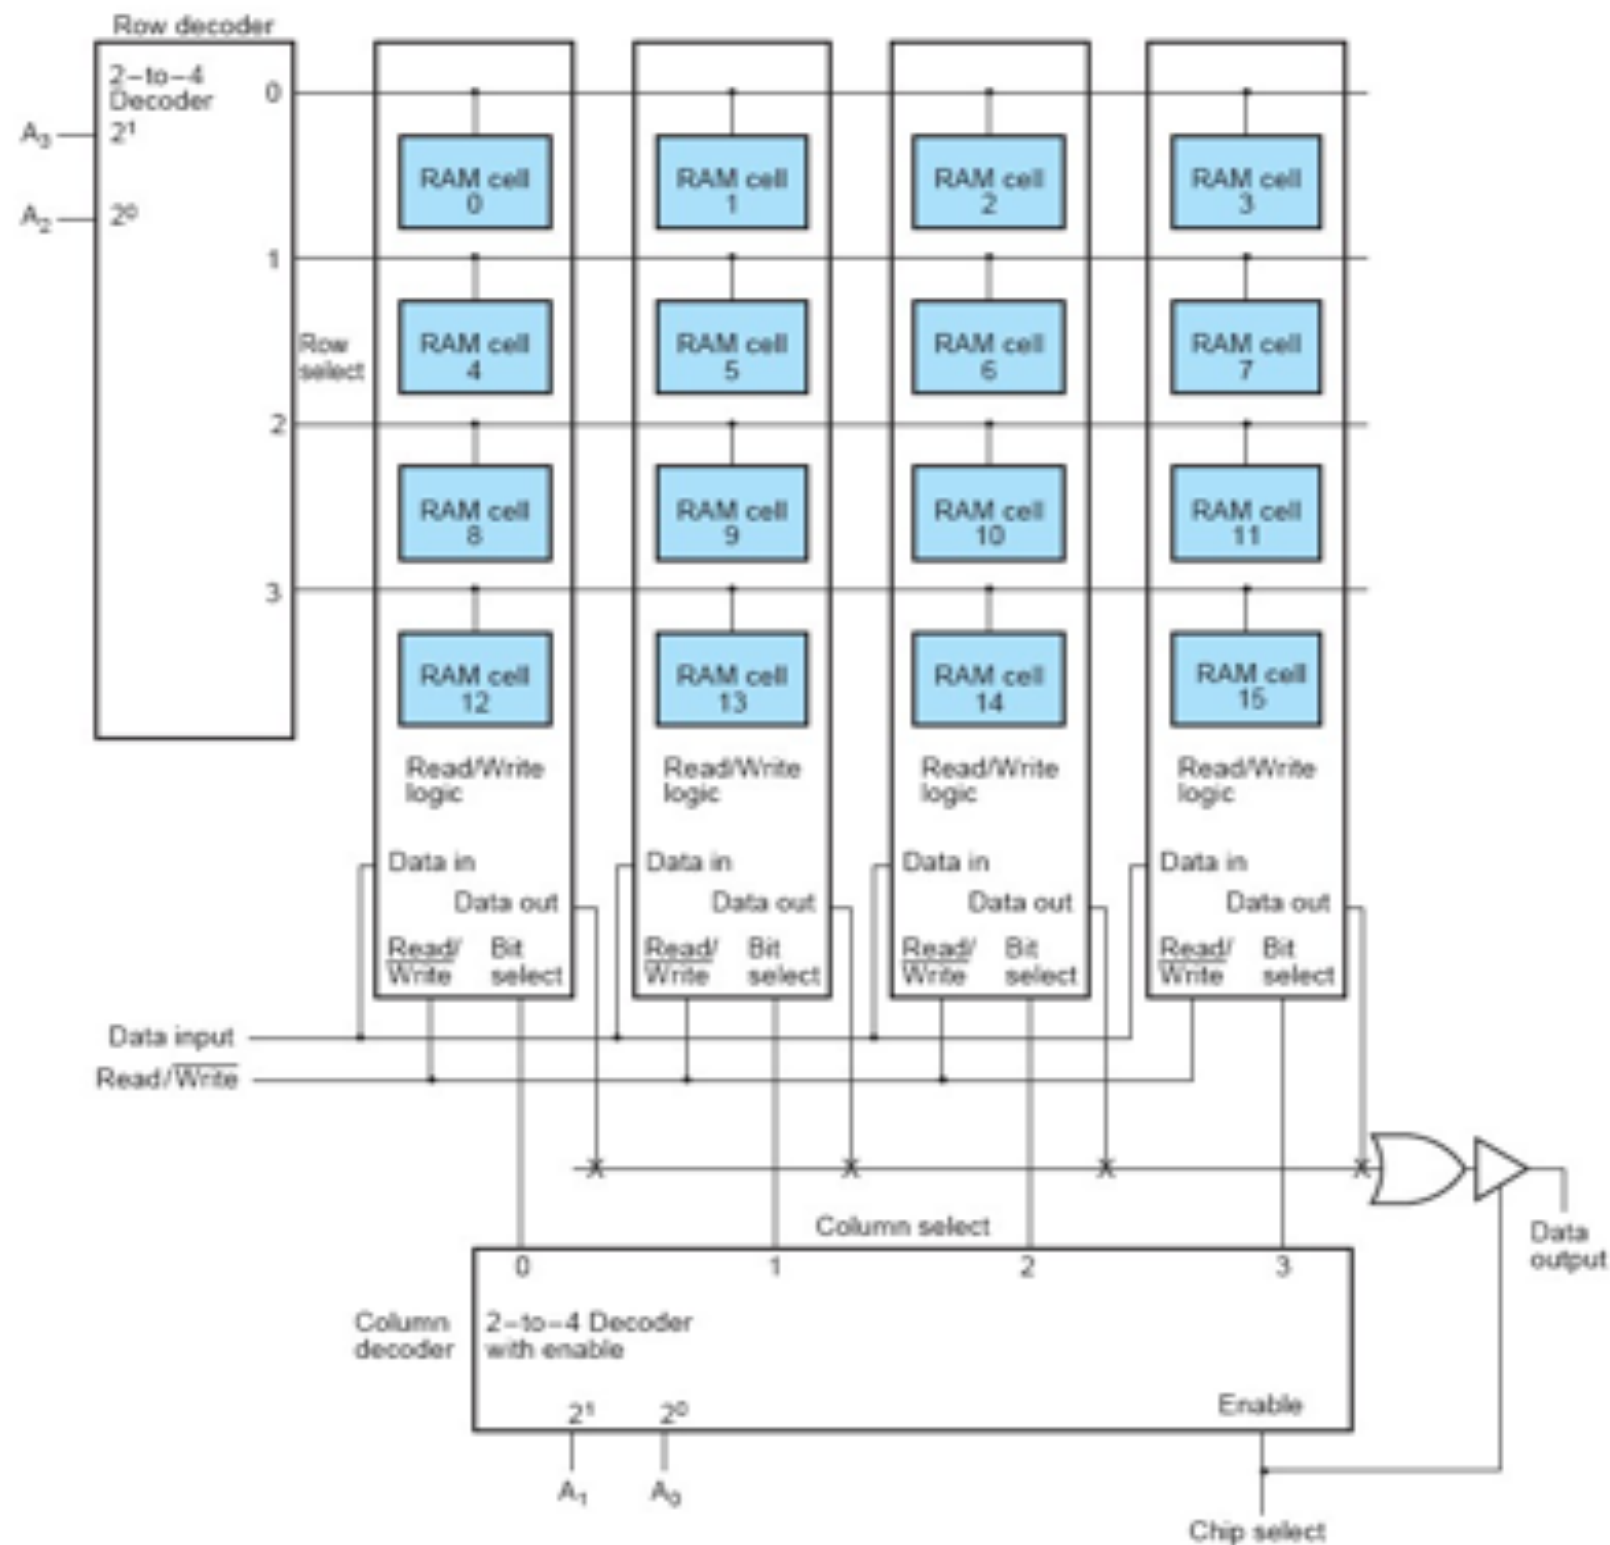 Row decoder
2-to-4
Decoder
0
A3
2¹
RAM cell
0
RAM cell
1
RAM cell
2
RAM cell
3
A2
2⁰
1
Row
select
RAM cell
4
RAM cell
5
RAM cell
6
RAM cell
7
2
RAM cell
8
RAM cell
9
RAM cell
10
RAM cell
11
3
RAM cell
12
RAM cell
13
RAM cell
14
RAM cell
15
Read/Write
logic
Read/Write
logic
Read/Write
logic
Read/Write
logic
Data in
Data in
Data in
Data in
Data out
Data out
Data out
Data out
Read/
Write
Bit
select
Read/
Write
Bit
select
Read/
Write
Bit
select
Read/
Write
Bit
select
Data input
Read/Write
Column select
Data
output
0
1
2
3
Column
decoder
2-to-4 Decoder
with enable
Enable
2¹
2⁰
A1
A0
Chip select